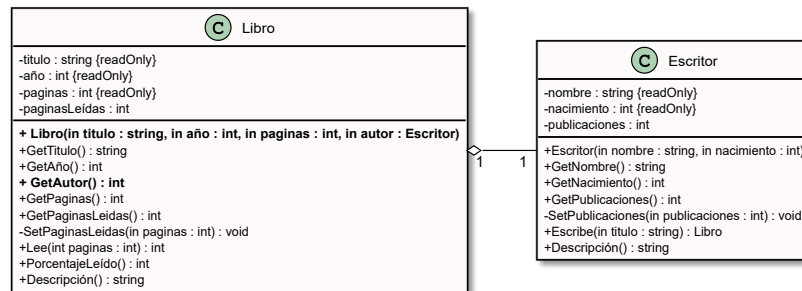 C Libro
-titulo : string {readOnly}
-año : int {readOnly}
-paginas : int {readOnly}
-paginasLeídas : int
+ Libro(in titulo : string, in año : int, in paginas : int, in autor : Escritor)
+GetTitulo() : string
+GetAño() : int
+ GetAutor() : int
+GetPaginas() : int
+GetPaginasLeidas() : int
-SetPaginasLeidas(in paginas : int) : void
+Lee(int paginas : int) : int
+PorcentajeLeído() : int
+Descripción() : string
1 1
C Escritor
-nombre : string {readOnly}
-nacimiento : int {readOnly}
-publicaciones : int
+Escritor(in nombre : string, in nacimiento : int)
+GetNombre() : string
+GetNacimiento() : int
+GetPublicaciones() : int
-SetPublicaciones(in publicaciones : int) : void
+Escribe(in titulo : string) : Libro
+Descripción() : string